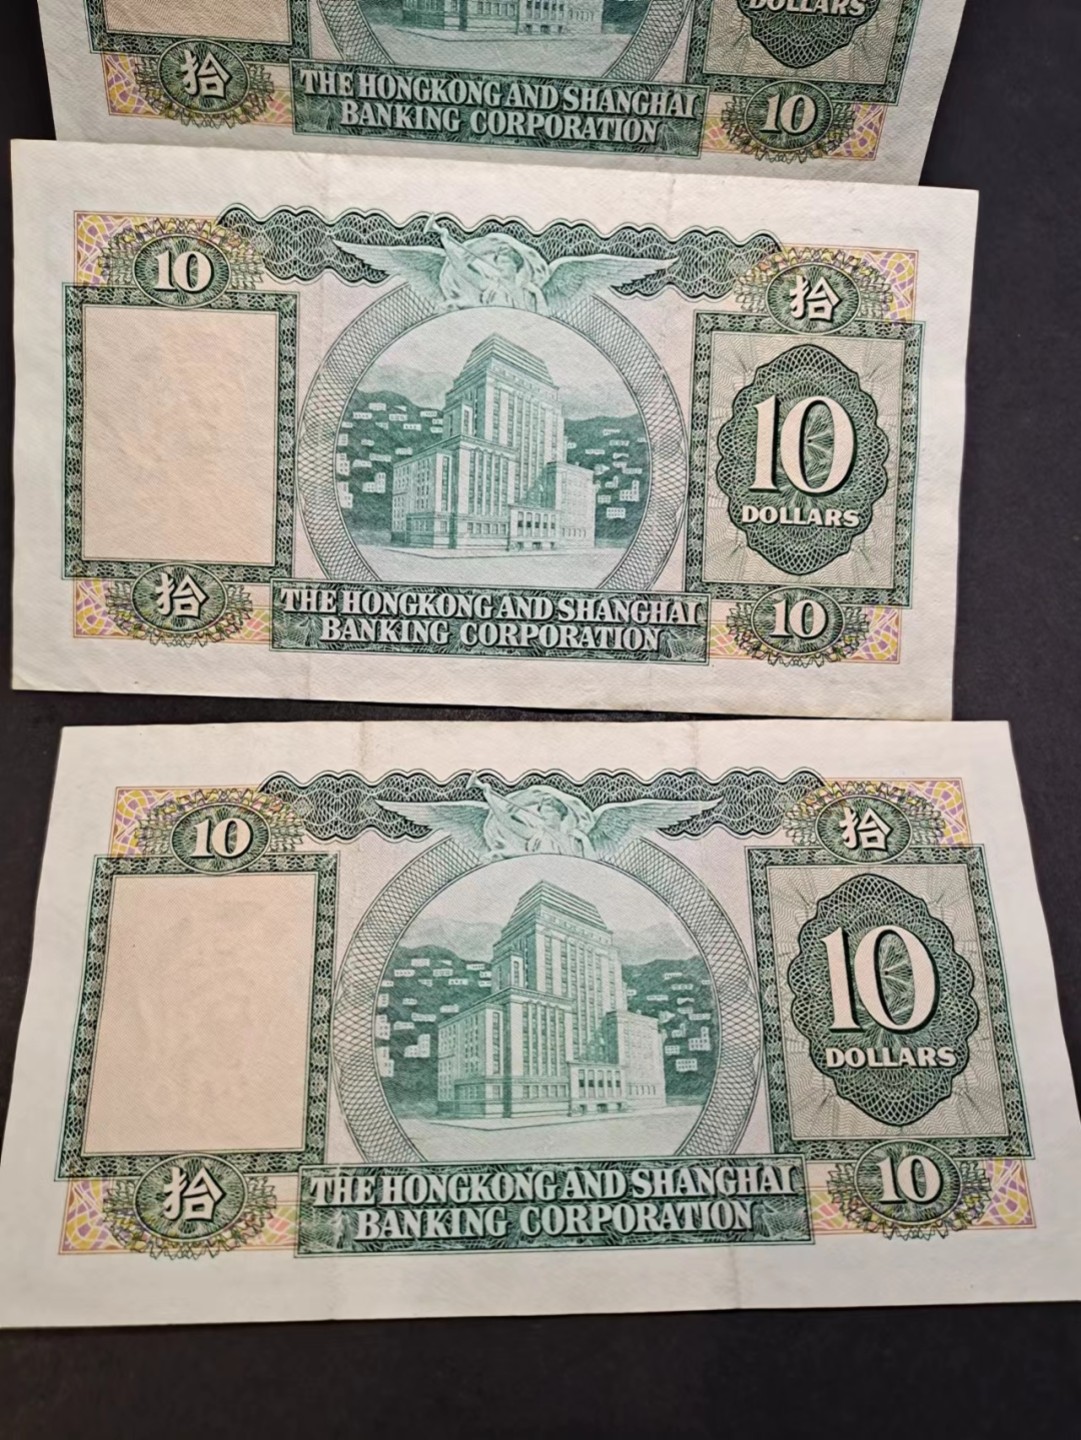 DOLLARS
拾
THE HONGKONG AND SHANGHAI
BANKING CORPORATION
10
10
拾
10
DOLLARS
拾
THE HONGKONG AND SHANGHAI
BANKING CORPORATION
10
10
拾
10
DOLLARS
拾
THE HONGKONG AND SHANGHAI
BANKING CORPORATION
10